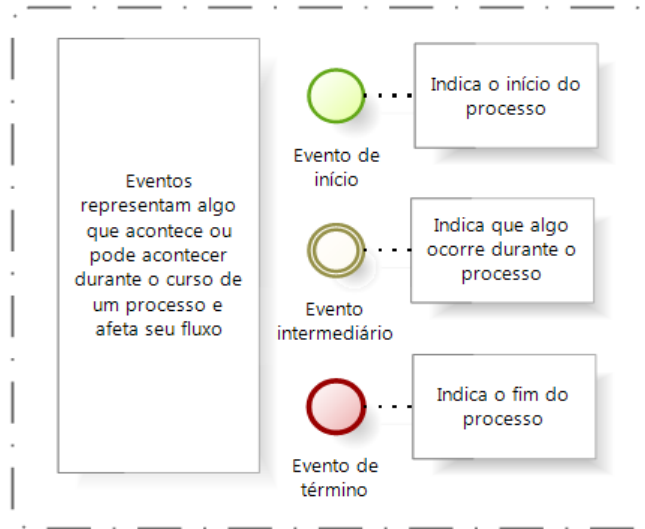 Eventos
representam algo
que acontece ou
pode acontecer
durante o curso de
um processo e
afeta seu fluxo
Indica o início do
processo
Evento de
início
Indica que algo
ocorre durante o
processo
Evento
intermediário
Indica o fim do
processo
Evento de
término